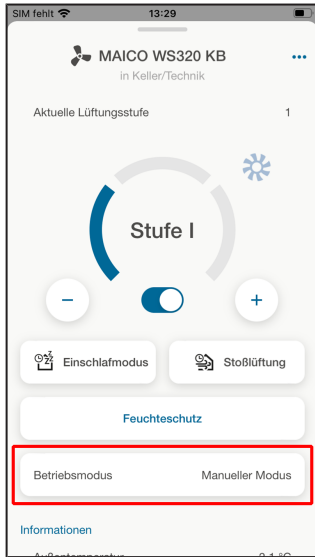 SIM fehlt 13:29
MAICO WS320 KB
in Keller/Technik
Aktuelle Lüftungsstufe 1
Stufe I
Einschlafmodus Stoßlüftung
Feuchteschutz
Betriebsmodus Manueller Modus
Informationen
Außentemperatur